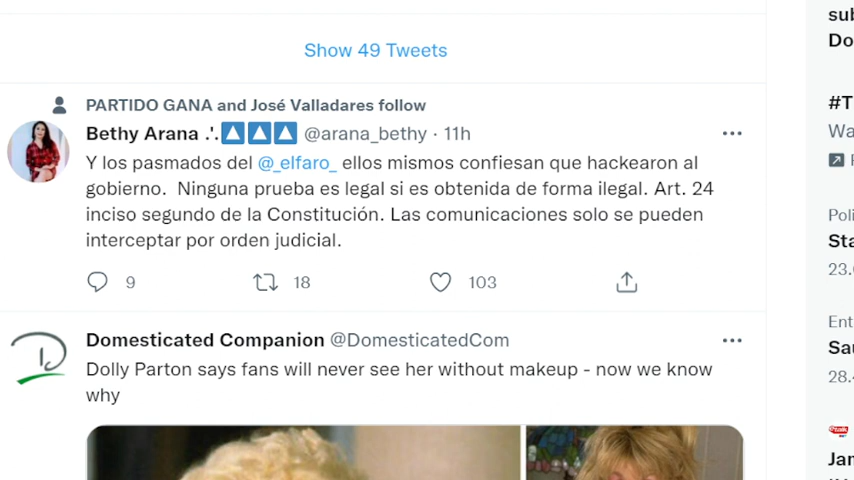 Show 49 Tweets
PARTIDO GANA and José Valladares follow
Bethy Arana .'. @arana_bethy · 11h
Y los pasmados del @_elfaro_ ellos mismos confiesan que hackearon al
gobierno. Ninguna prueba es legal si es obtenida de forma ilegal. Art. 24
inciso segundo de la Constitución. Las comunicaciones solo se pueden
interceptar por orden judicial.
9 18 103
Domesticated Companion @DomesticatedCom
Dolly Parton says fans will never see her without makeup - now we know
why
Do
#T
Wa
Poli
Sta
23.
Ent
Sau
28.
Jam